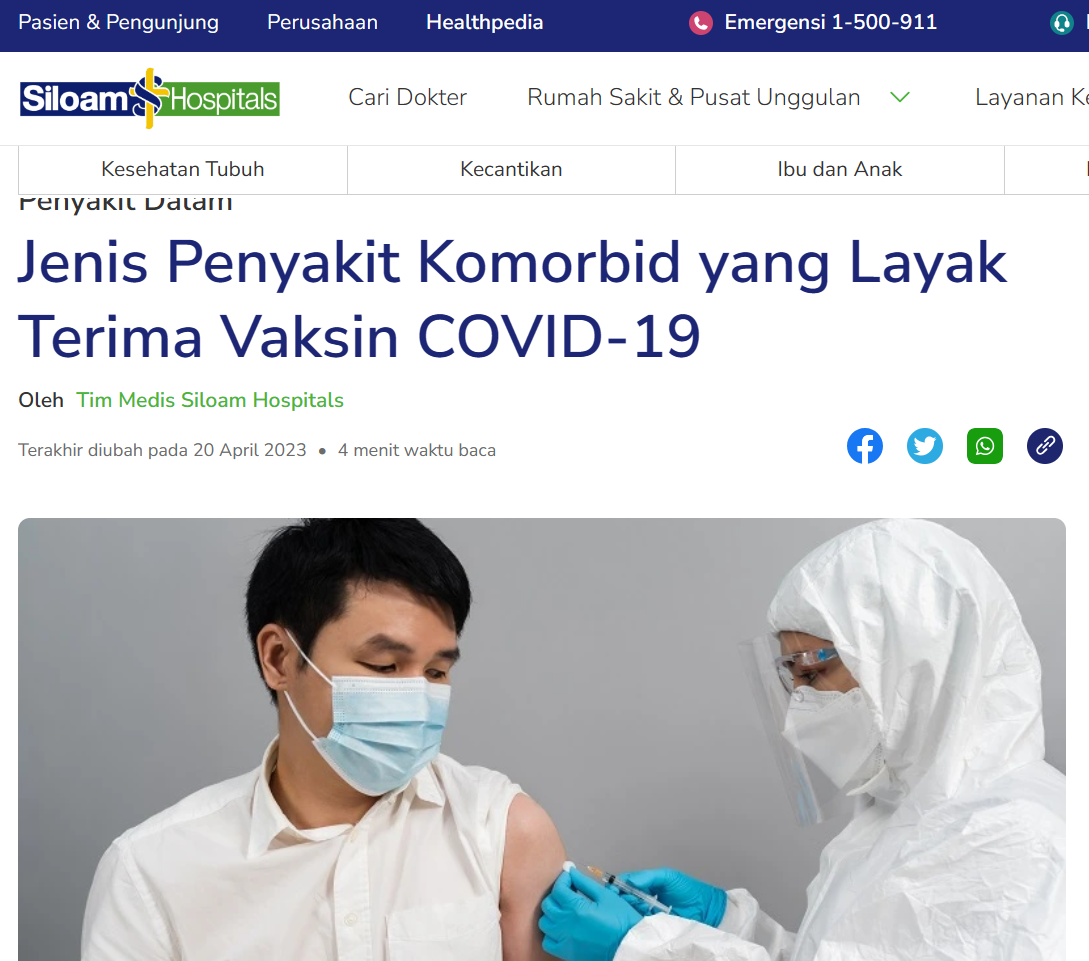 Pasien & Pengunjung Perusahaan Healthpedia Emergensi 1-500-911
Siloam Hospitals Cari Dokter Rumah Sakit & Pusat Unggulan Layanan Ke
Kesehatan Tubuh Kecantikan Ibu dan Anak
Penyakit Dalam
Jenis Penyakit Komorbid yang Layak
Terima Vaksin COVID-19
Oleh Tim Medis Siloam Hospitals
Terakhir diubah pada 20 April 2023 • 4 menit waktu baca